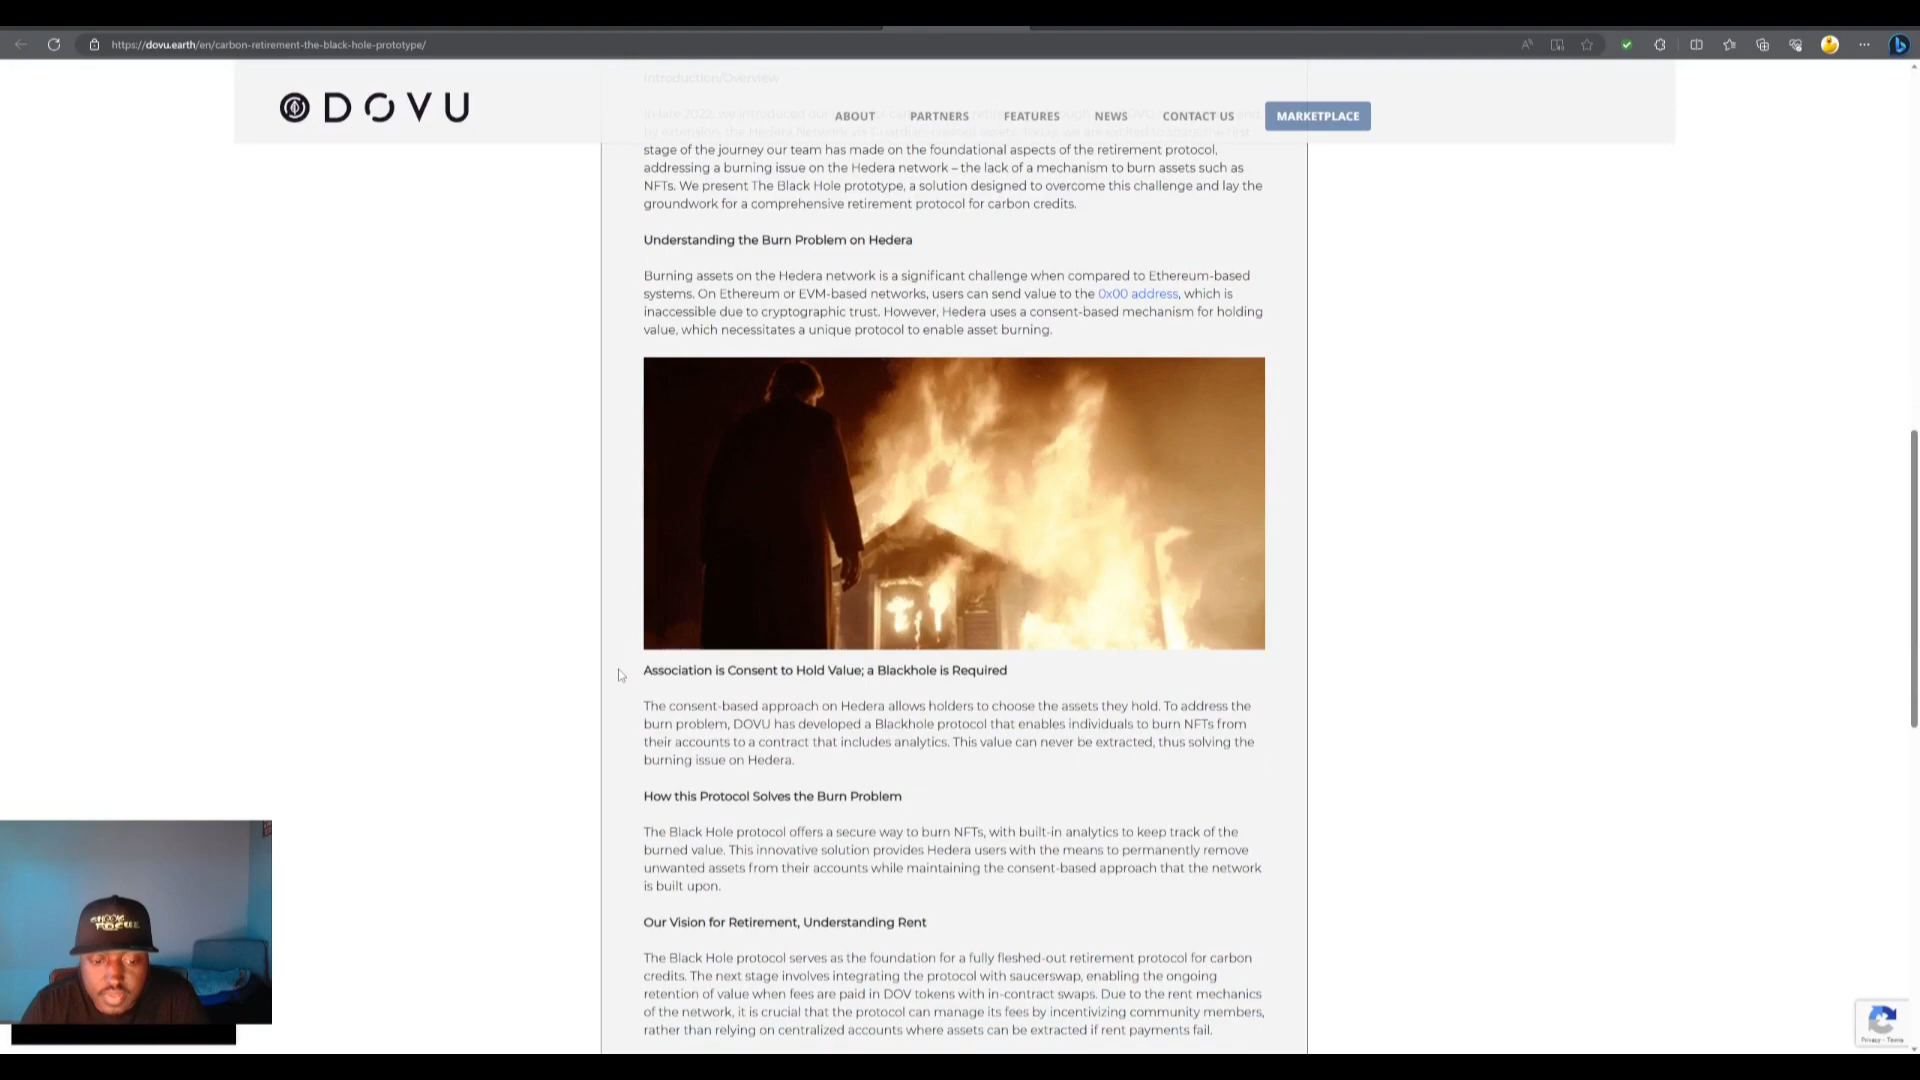 https://dovu.earth/en/carbon-retirement-the-black-hole-prototype/
DOVU
ABOUT
PARTNERS
FEATURES
NEWS
CONTACT US
MARKETPLACE
Introduction/Overview
In late 2022, we introduced our
stage of the journey our team has made on the foundational aspects of the retirement protocol,
addressing a burning issue on the Hedera network – the lack of a mechanism to burn assets such as
NFTs. We present The Black Hole prototype, a solution designed to overcome this challenge and lay the
groundwork for a comprehensive retirement protocol for carbon credits.
Understanding the Burn Problem on Hedera
Burning assets on the Hedera network is a significant challenge when compared to Ethereum-based
systems. On Ethereum or EVM-based networks, users can send value to the 0x00 address, which is
inaccessible due to cryptographic trust. However, Hedera uses a consent-based mechanism for holding
value, which necessitates a unique protocol to enable asset burning.
Association is Consent to Hold Value; a Blackhole is Required
The consent-based approach on Hedera allows holders to choose the assets they hold. To address the
burn problem, DOVU has developed a Blackhole protocol that enables individuals to burn NFTs from
their accounts to a contract that includes analytics. This value can never be extracted, thus solving the
burning issue on Hedera.
How this Protocol Solves the Burn Problem
The Black Hole protocol offers a secure way to burn NFTs, with built-in analytics to keep track of the
burned value. This innovative solution provides Hedera users with the means to permanently remove
unwanted assets from their accounts while maintaining the consent-based approach that the network
is built upon.
Our Vision for Retirement, Understanding Rent
The Black Hole protocol serves as the foundation for a fully fleshed-out retirement protocol for carbon
credits. The next stage involves integrating the protocol with saucerswap, enabling the ongoing
retention of value when fees are paid in DOV tokens with in-contract swaps. Due to the rent mechanics
of the network, it is crucial that the protocol can manage its fees by incentivizing community members,
rather than relying on centralized accounts where assets can be extracted if rent payments fail.
Privacy - Terms